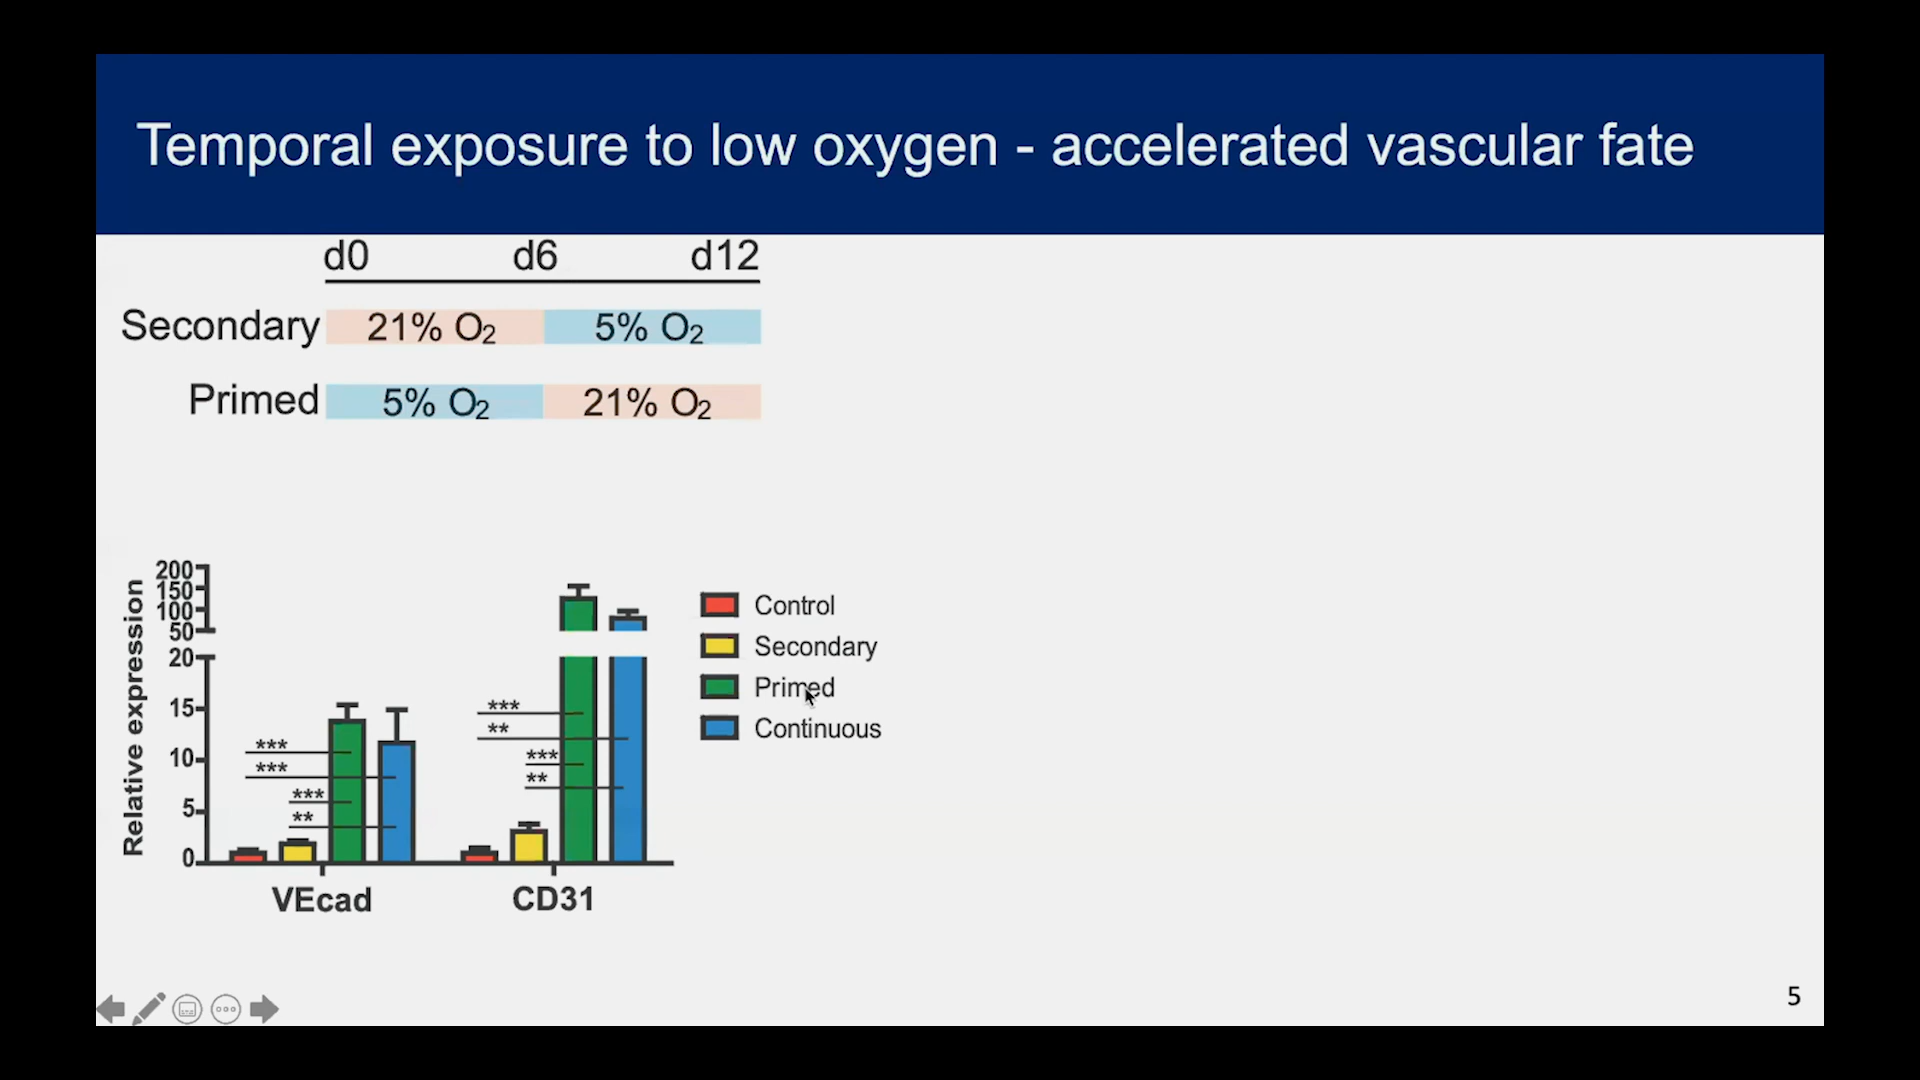 Temporal exposure to low oxygen - accelerated vascular fate
d0 d6 d12
Secondary 21% O2 5% O2
Primed 5% O2 21% O2
Relative expression
200
150
100
50
20
15
10
5
0
***
***
***
**
***
**
***
**
VEcad CD31
Control
Secondary
Primed
Continuous
5